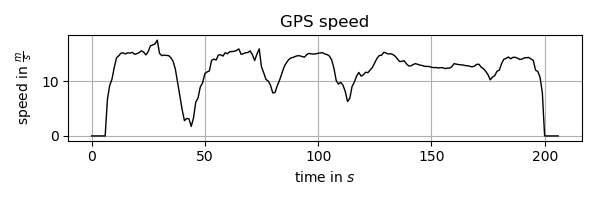 GPS speed
speed in m/s
10
0
0 50 100 150 200
time in s